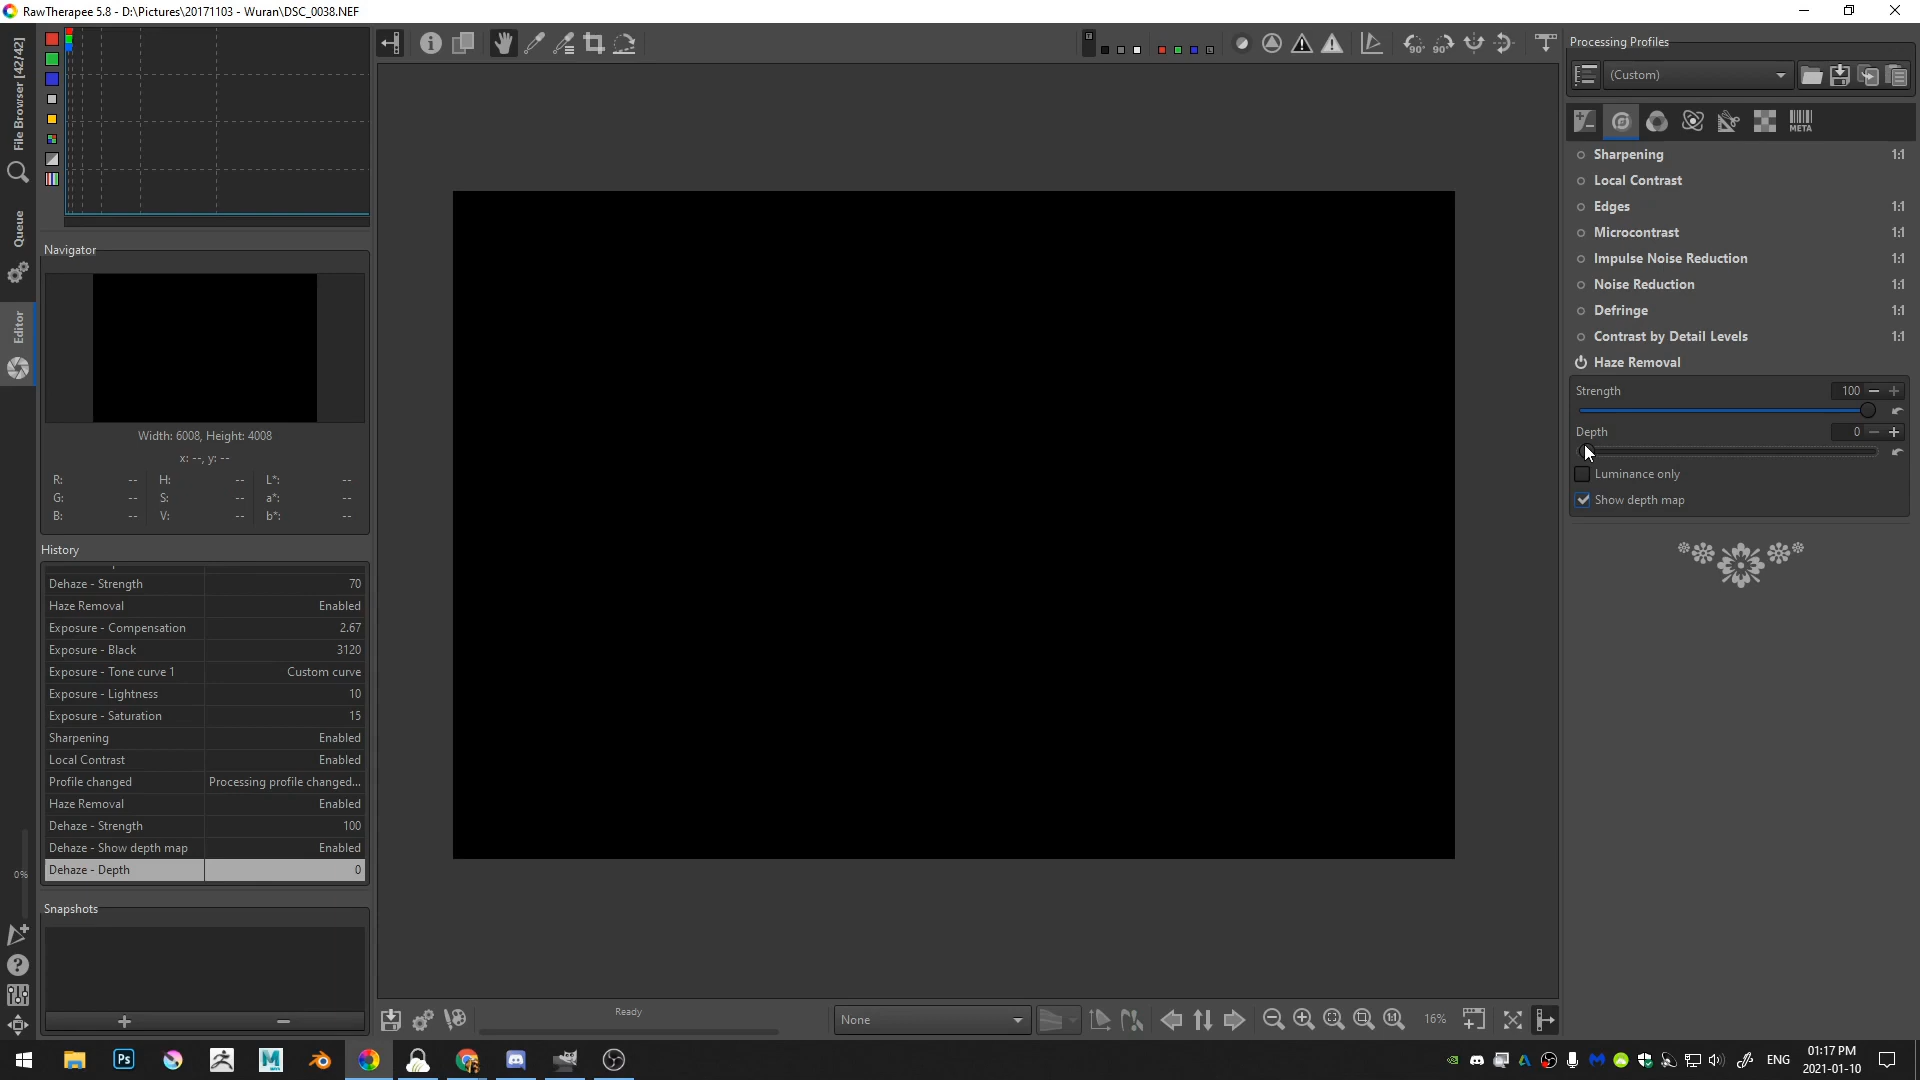 RawTherapee 5.8 - D:\Pictures\20171103 - Wuran\DSC_0038.NEF
File Browser [42/42]
Queue
Editor
Navigator
Width: 6008, Height: 4008
x: --, y: --
R: -- H: -- L*: --
G: -- S: -- a*: --
B: -- V: -- b*: --
History
Dehaze - Strength 70
Haze Removal Enabled
Exposure - Compensation 2.67
Exposure - Black 3120
Exposure - Tone curve 1 Custom curve
Exposure - Lightness 10
Exposure - Saturation 15
Sharpening Enabled
Local Contrast Enabled
Profile changed Processing profile changed...
Haze Removal Enabled
Dehaze - Strength 100
Dehaze - Show depth map Enabled
Dehaze - Depth 0
0%
Snapshots
Ready
None
1:1
16%
90°
90°
Processing Profiles
(Custom)
META
Sharpening 1:1
Local Contrast
Edges 1:1
Microcontrast 1:1
Impulse Noise Reduction 1:1
Noise Reduction 1:1
Defringe 1:1
Contrast by Detail Levels 1:1
Haze Removal
Strength 100
Depth 0
Luminance only
Show depth map
Ps
M
ENG
01:17 PM
2021-01-10